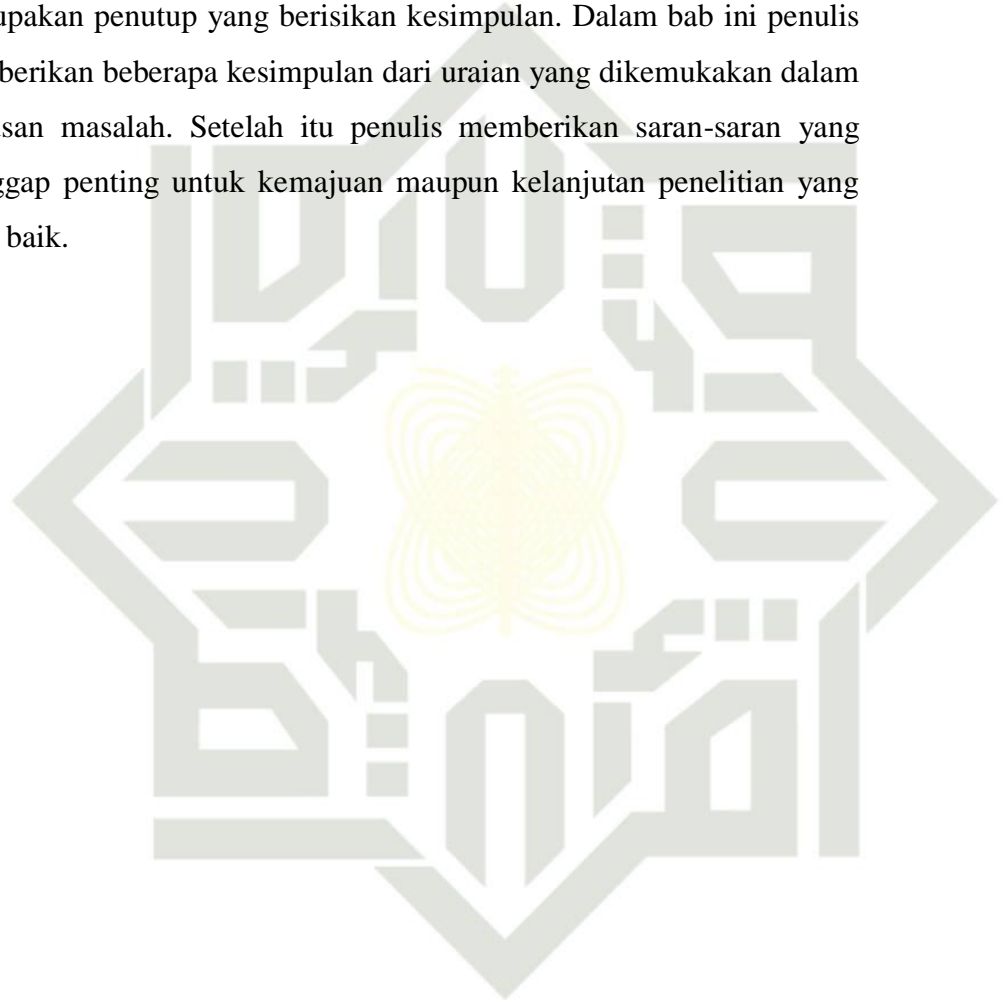 upakan penutup yang berisikan kesimpulan. Dalam bab ini penulis
berikan beberapa kesimpulan dari uraian yang dikemukakan dalam
san masalah. Setelah itu penulis memberikan saran-saran yang
ggap penting untuk kemajuan maupun kelanjutan penelitian yang
baik.